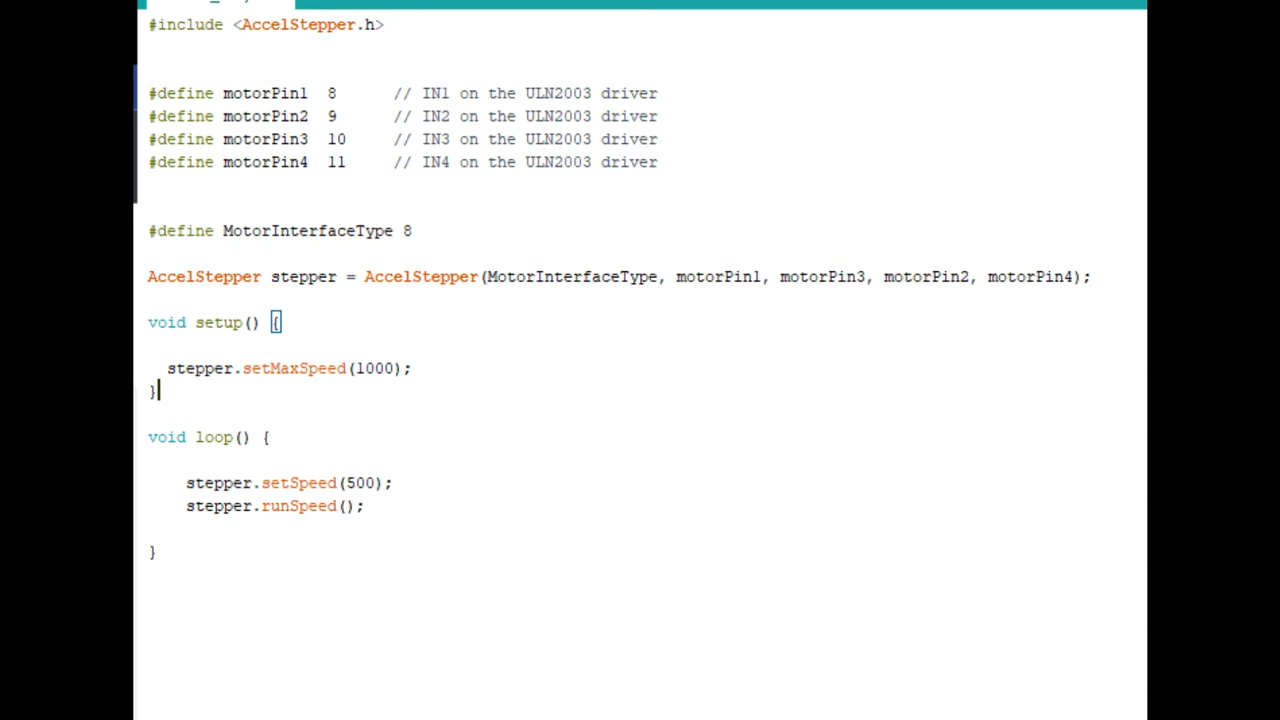 #include <AccelStepper.h>
#define motorPin1  8      // IN1 on the ULN2003 driver
#define motorPin2  9      // IN2 on the ULN2003 driver
#define motorPin3  10     // IN3 on the ULN2003 driver
#define motorPin4  11     // IN4 on the ULN2003 driver
#define MotorInterfaceType 8
AccelStepper stepper = AccelStepper(MotorInterfaceType, motorPin1, motorPin3, motorPin2, motorPin4);
void setup() {
  stepper.setMaxSpeed(1000);
}
void loop() {
    stepper.setSpeed(500);
    stepper.runSpeed();
}